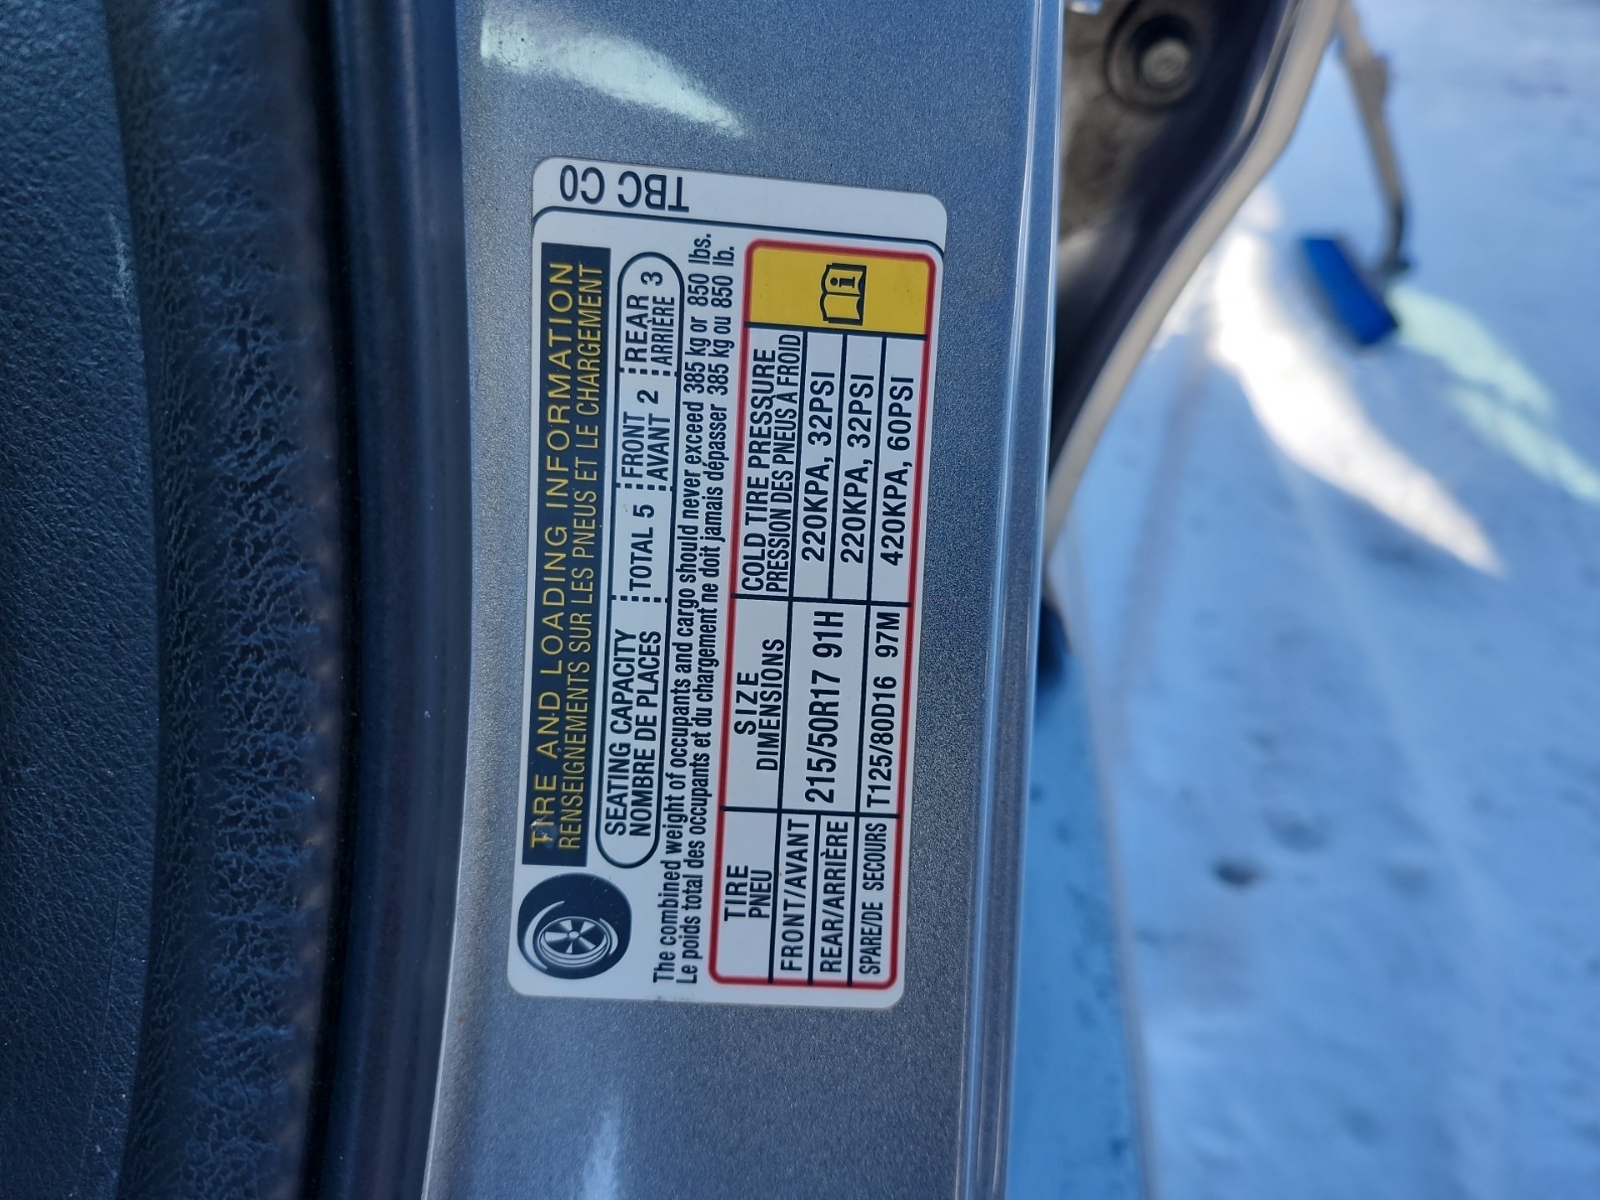 TBC C0
TIRE AND LOADING INFORMATION
RENSEIGNEMENTS SUR LES PNEUS ET LE CHARGEMENT
SEATING CAPACITY TOTAL 5 FRONT 2 REAR 3
NOMBRE DE PLACES AVANT ARRIÈRE
The combined weight of occupants and cargo should never exceed 385 kg or 850 lbs.
Le poids total des occupants et du chargement ne doit jamais dépasser 385 kg ou 850 lb.
TIRE SIZE COLD TIRE PRESSURE
PNEU DIMENSIONS PRESSION DES PNEUS À FROID
FRONT/AVANT 215/50R17 91H 220KPA, 32PSI
REAR/ARRIÈRE 220KPA, 32PSI
SPARE/DE SECOURS T125/80D16 97M 420KPA, 60PSI